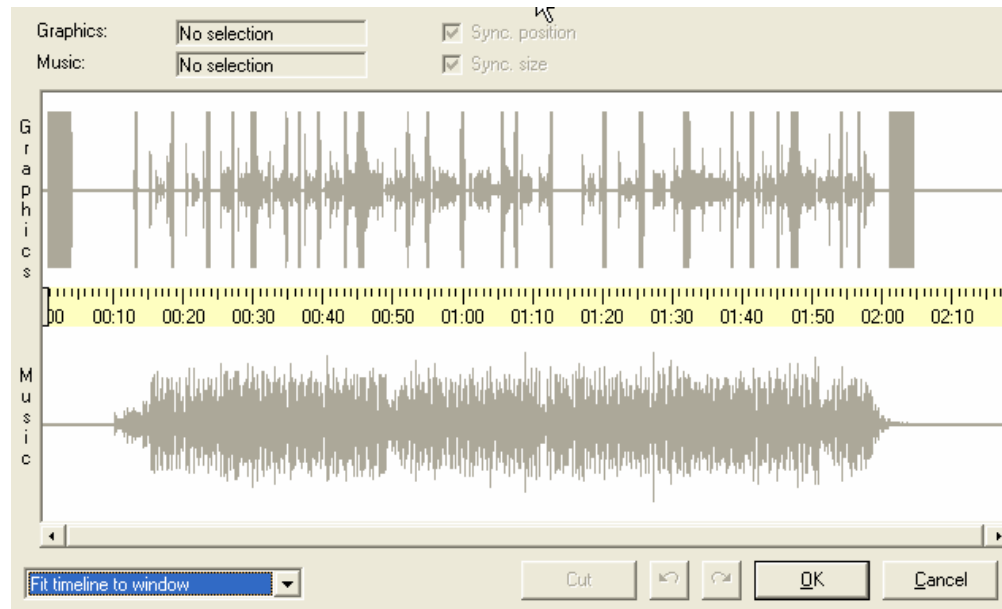 Graphics: No selection Sync. position
Music: No selection Sync. size
Graphics
00 00:10 00:20 00:30 00:40 00:50 01:00 01:10 01:20 01:30 01:40 01:50 02:00 02:10
Music
Fit timeline to window Cut OK Cancel